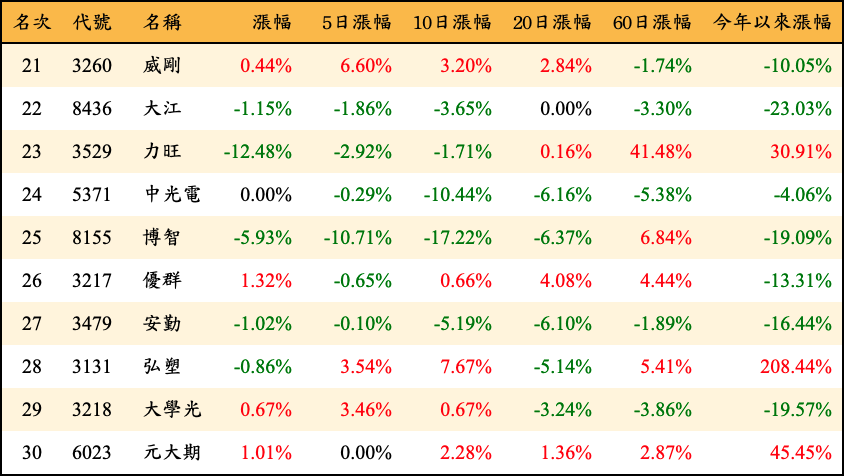 名次 代號 名稱 漲幅 5日漲幅 10日漲幅 20日漲幅 60日漲幅 今年以來漲幅
21 3260 威剛 0.44% 6.60% 3.20% 2.84% -1.74% -10.05%
22 8436 大江 -1.15% -1.86% -3.65% 0.00% -3.30% -23.03%
23 3529 力旺 -12.48% -2.92% -1.71% 0.16% 41.48% 30.91%
24 5371 中光電 0.00% -0.29% -10.44% -6.16% -5.38% -4.06%
25 8155 博智 -5.93% -10.71% -17.22% -6.37% 6.84% -19.09%
26 3217 優群 1.32% -0.65% 0.66% 4.08% 4.44% -13.31%
27 3479 安勤 -1.02% -0.10% -5.19% -6.10% -1.89% -16.44%
28 3131 弘塑 -0.86% 3.54% 7.67% -5.14% 5.41% 208.44%
29 3218 大學光 0.67% 3.46% 0.67% -3.24% -3.86% -19.57%
30 6023 元大期 1.01% 0.00% 2.28% 1.36% 2.87% 45.45%